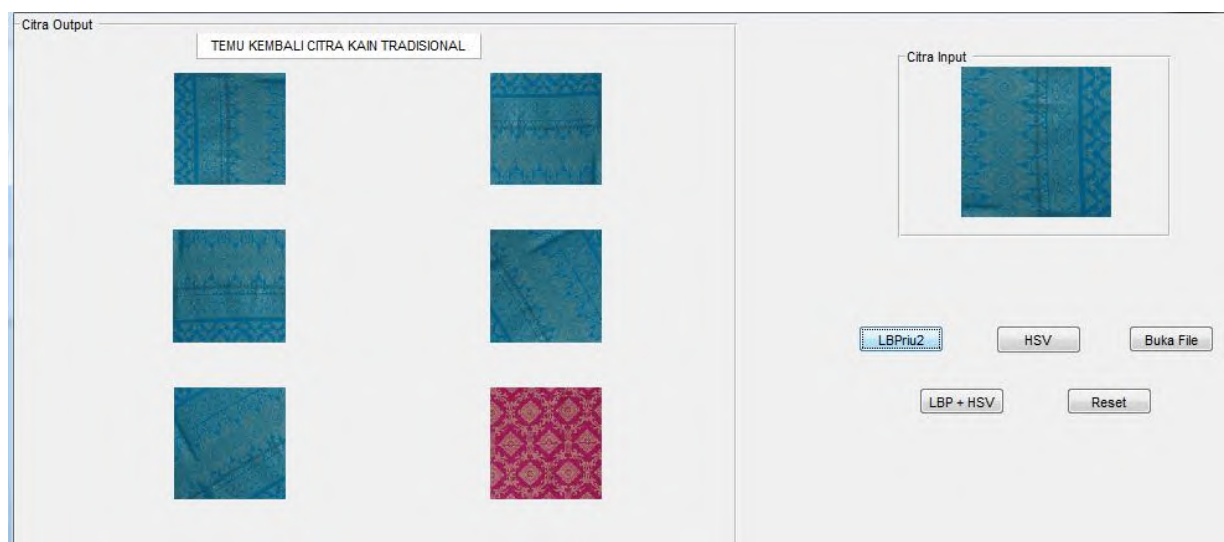 Citra Output
TEMU KEMBALI CITRA KAIN TRADISIONAL
Citra Input
LBPriu2
HSV
Buka File
LBP + HSV
Reset